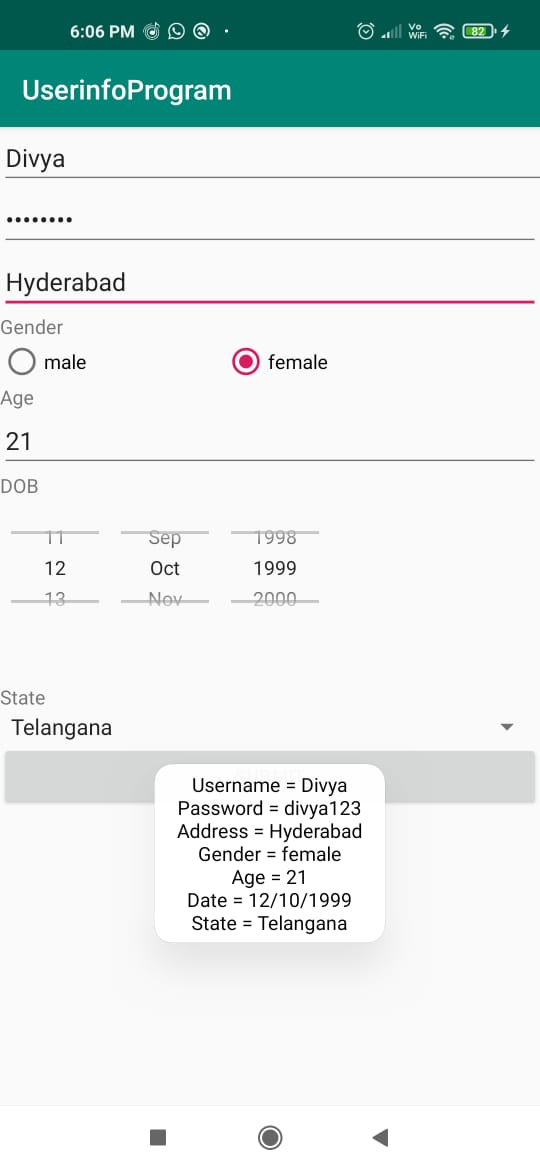 6:06 PM
Vo
WiFi
82
UserinfoProgram
Divya
••••••••
Hyderabad
Gender
male female
Age
21
DOB
11 Sep 1998
12 Oct 1999
13 Nov 2000
State
Telangana
Username = Divya
Password = divya123
Address = Hyderabad
Gender = female
Age = 21
Date = 12/10/1999
State = Telangana